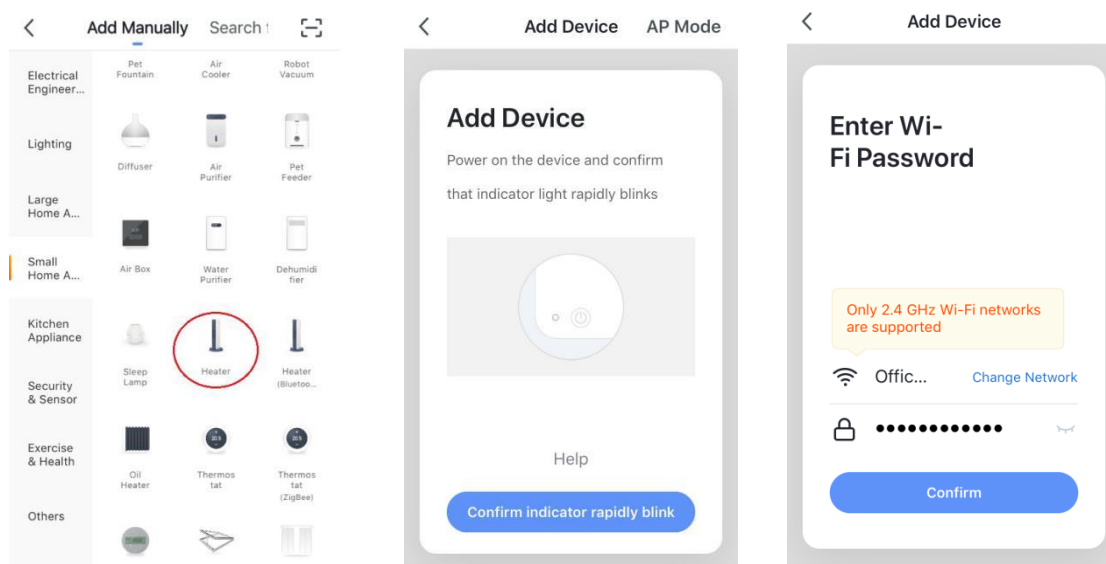 Add Manually Search
Electrical
Engineer...
Lighting
Large
Home A...
Small
Home A...
Kitchen
Appliance
Security
& Sensor
Exercise
& Health
Others
Pet
Fountain
Air
Cooler
Robot
Vacuum
Diffuser
Air
Purifier
Pet
Feeder
Air Box
Water
Purifier
Dehumidi
fier
Sleep
Lamp
Heater
Heater
(Bluetoo...
Oil
Heater
Thermos
tat
Thermos
tat
(ZigBee)
Add Device AP Mode
Add Device
Power on the device and confirm
that indicator light rapidly blinks
Help
Confirm indicator rapidly blink
Add Device
Enter Wi-
Fi Password
Only 2.4 GHz Wi-Fi networks
are supported
Offic... Change Network
●●●●●●●●●●●●
Confirm